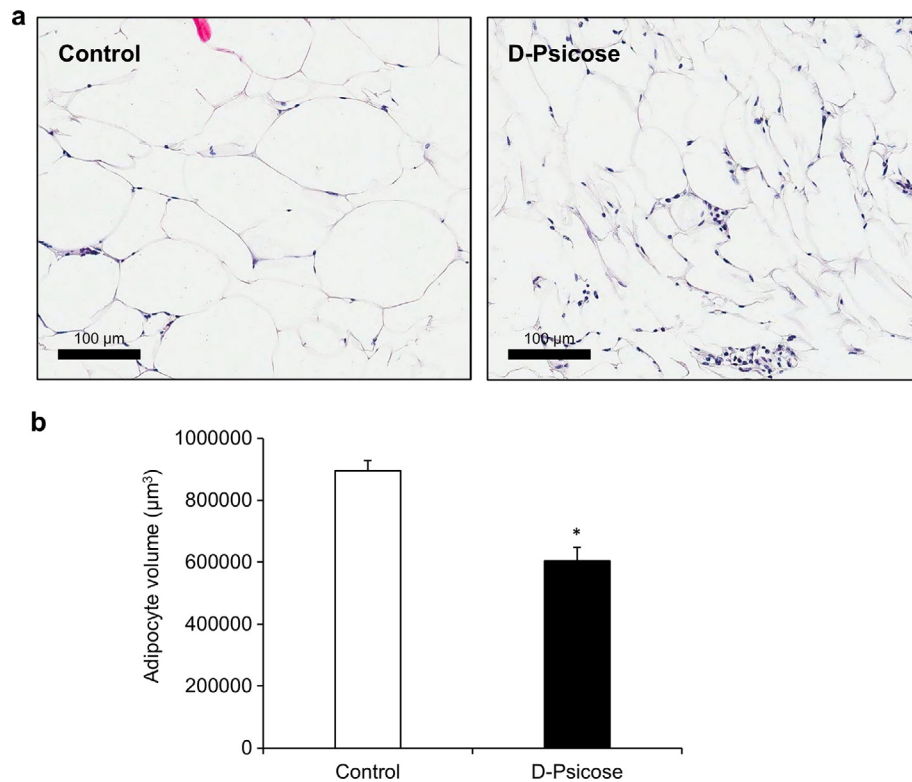 a
Control
D-Psicose
100 µm
100 µm
b
Adipocyte volume (µm³)
1000000
800000
600000
400000
200000
0
*
Control
D-Psicose